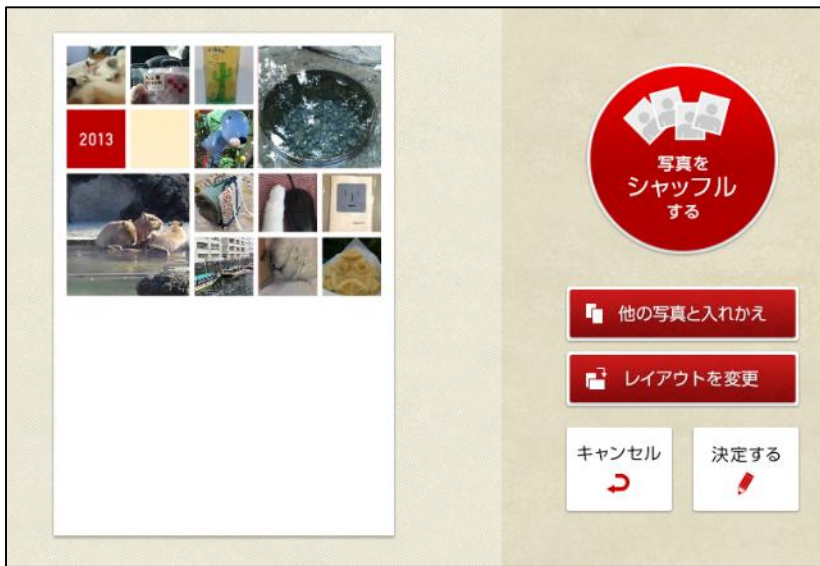 2013
写真を
シャッフル
する
他の写真と入れかえ
レイアウトを変更
キャンセル
決定する